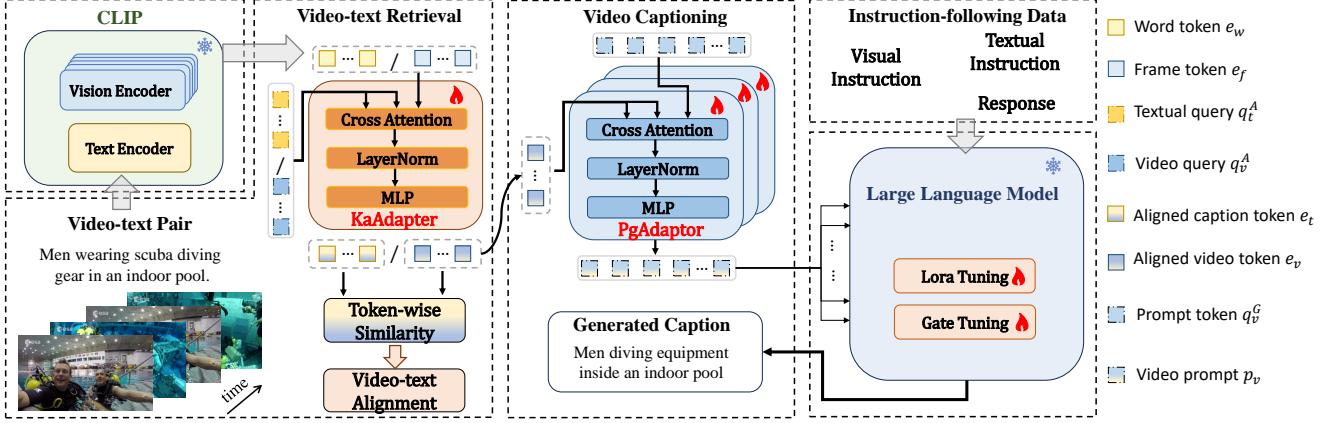 CLIP
Vision Encoder
Text Encoder
Video-text Pair
Men wearing scuba diving
gear in an indoor pool.
esa
esa
time
Video-text Retrieval
... / ...
Cross Attention
LayerNorm
MLP
KaAdapter
... / ...
Token-wise
Similarity
Video-text
Alignment
Video Captioning
...
Cross Attention
LayerNorm
MLP
PgAdaptor
...
Generated Caption
Men diving equipment
inside an indoor pool
Instruction-following Data
Visual
Instruction
Textual
Instruction
Response
Large Language Model
Lora Tuning
Gate Tuning
Word token e_w
Frame token e_f
Textual query q_t^A
Video query q_v^A
Aligned caption token e_t
Aligned video token e_v
Prompt token q_v^G
Video prompt p_v